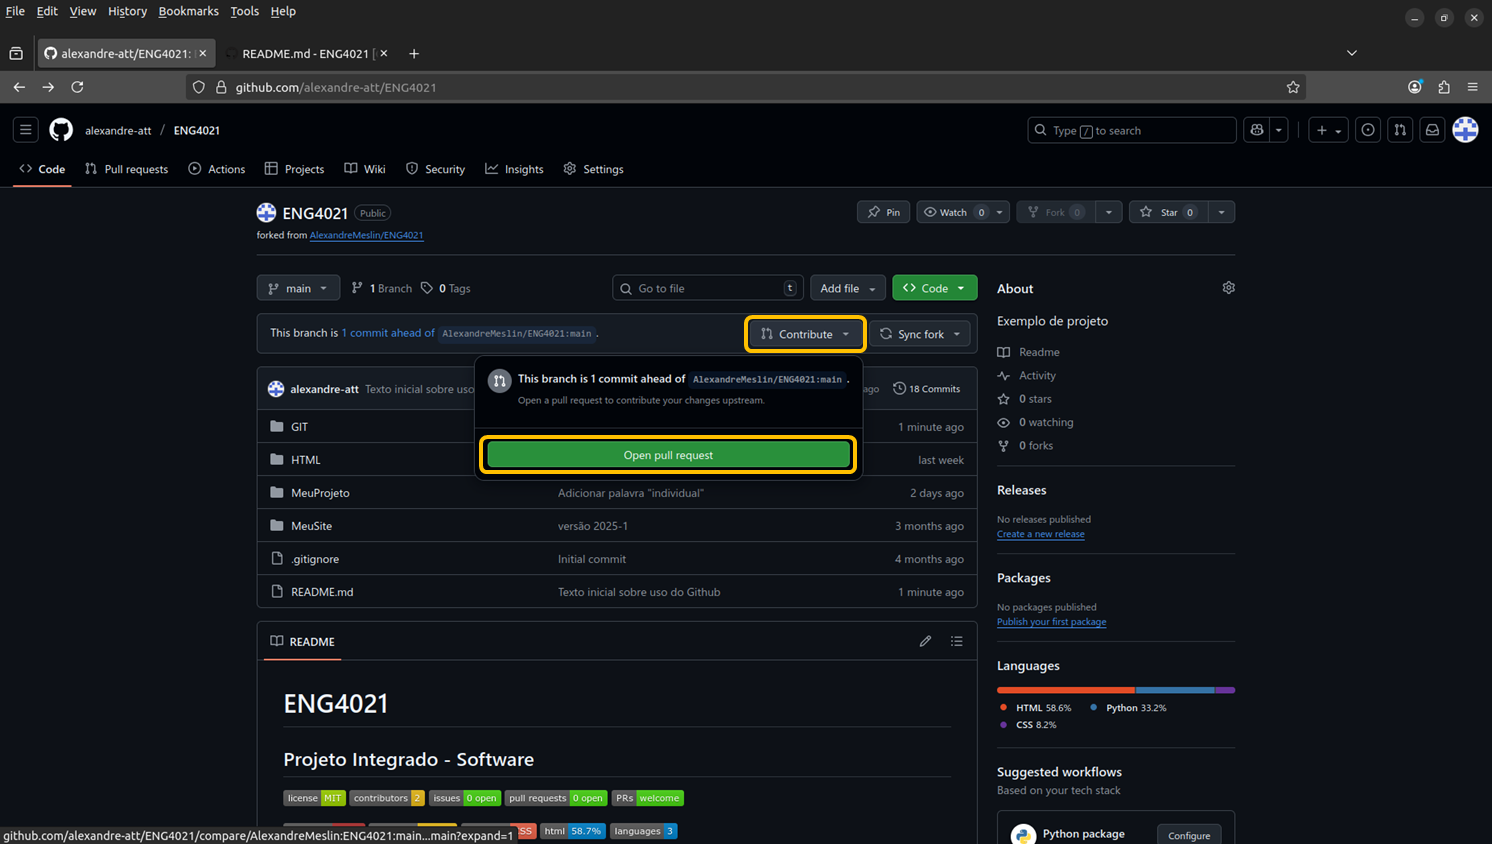 File Edit View History Bookmarks Tools Help
alexandre-att/ENG4021:
README.md - ENG4021 [
github.com/alexandre-att/ENG4021
alexandre-att / ENG4021
Type / to search
Code Pull requests Actions Projects Wiki Security Insights Settings
ENG4021 Public
Pin Watch 0 Fork 0 Star 0
forked from AlexandreMeslin/ENG4021
main 1 Branch 0 Tags Go to file t Add file Code
This branch is 1 commit ahead of AlexandreMeslin/ENG4021:main.
Contribute Sync fork
This branch is 1 commit ahead of AlexandreMeslin/ENG4021:main.
Open a pull request to contribute your changes upstream.
Open pull request
alexandre-att Texto inicial sobre uso ago 18 Commits
GIT 1 minute ago
HTML last week
MeuProjeto Adicionar palavra "individual" 2 days ago
MeuSite versão 2025-1 3 months ago
.gitignore Initial commit 4 months ago
README.md Texto inicial sobre uso do Github 1 minute ago
README
ENG4021
Projeto Integrado - Software
license MIT contributors 2 issues 0 open pull requests 0 open PRs welcome
SS html 58.7% languages 3
github.com/alexandre-att/ENG4021/compare/AlexandreMeslin:ENG4021:main...main?expand=1
About
Exemplo de projeto
Readme
Activity
0 stars
0 watching
0 forks
Releases
No releases published
Create a new release
Packages
No packages published
Publish your first package
Languages
HTML 58.6% Python 33.2%
CSS 8.2%
Suggested workflows
Based on your tech stack
Python package Configure